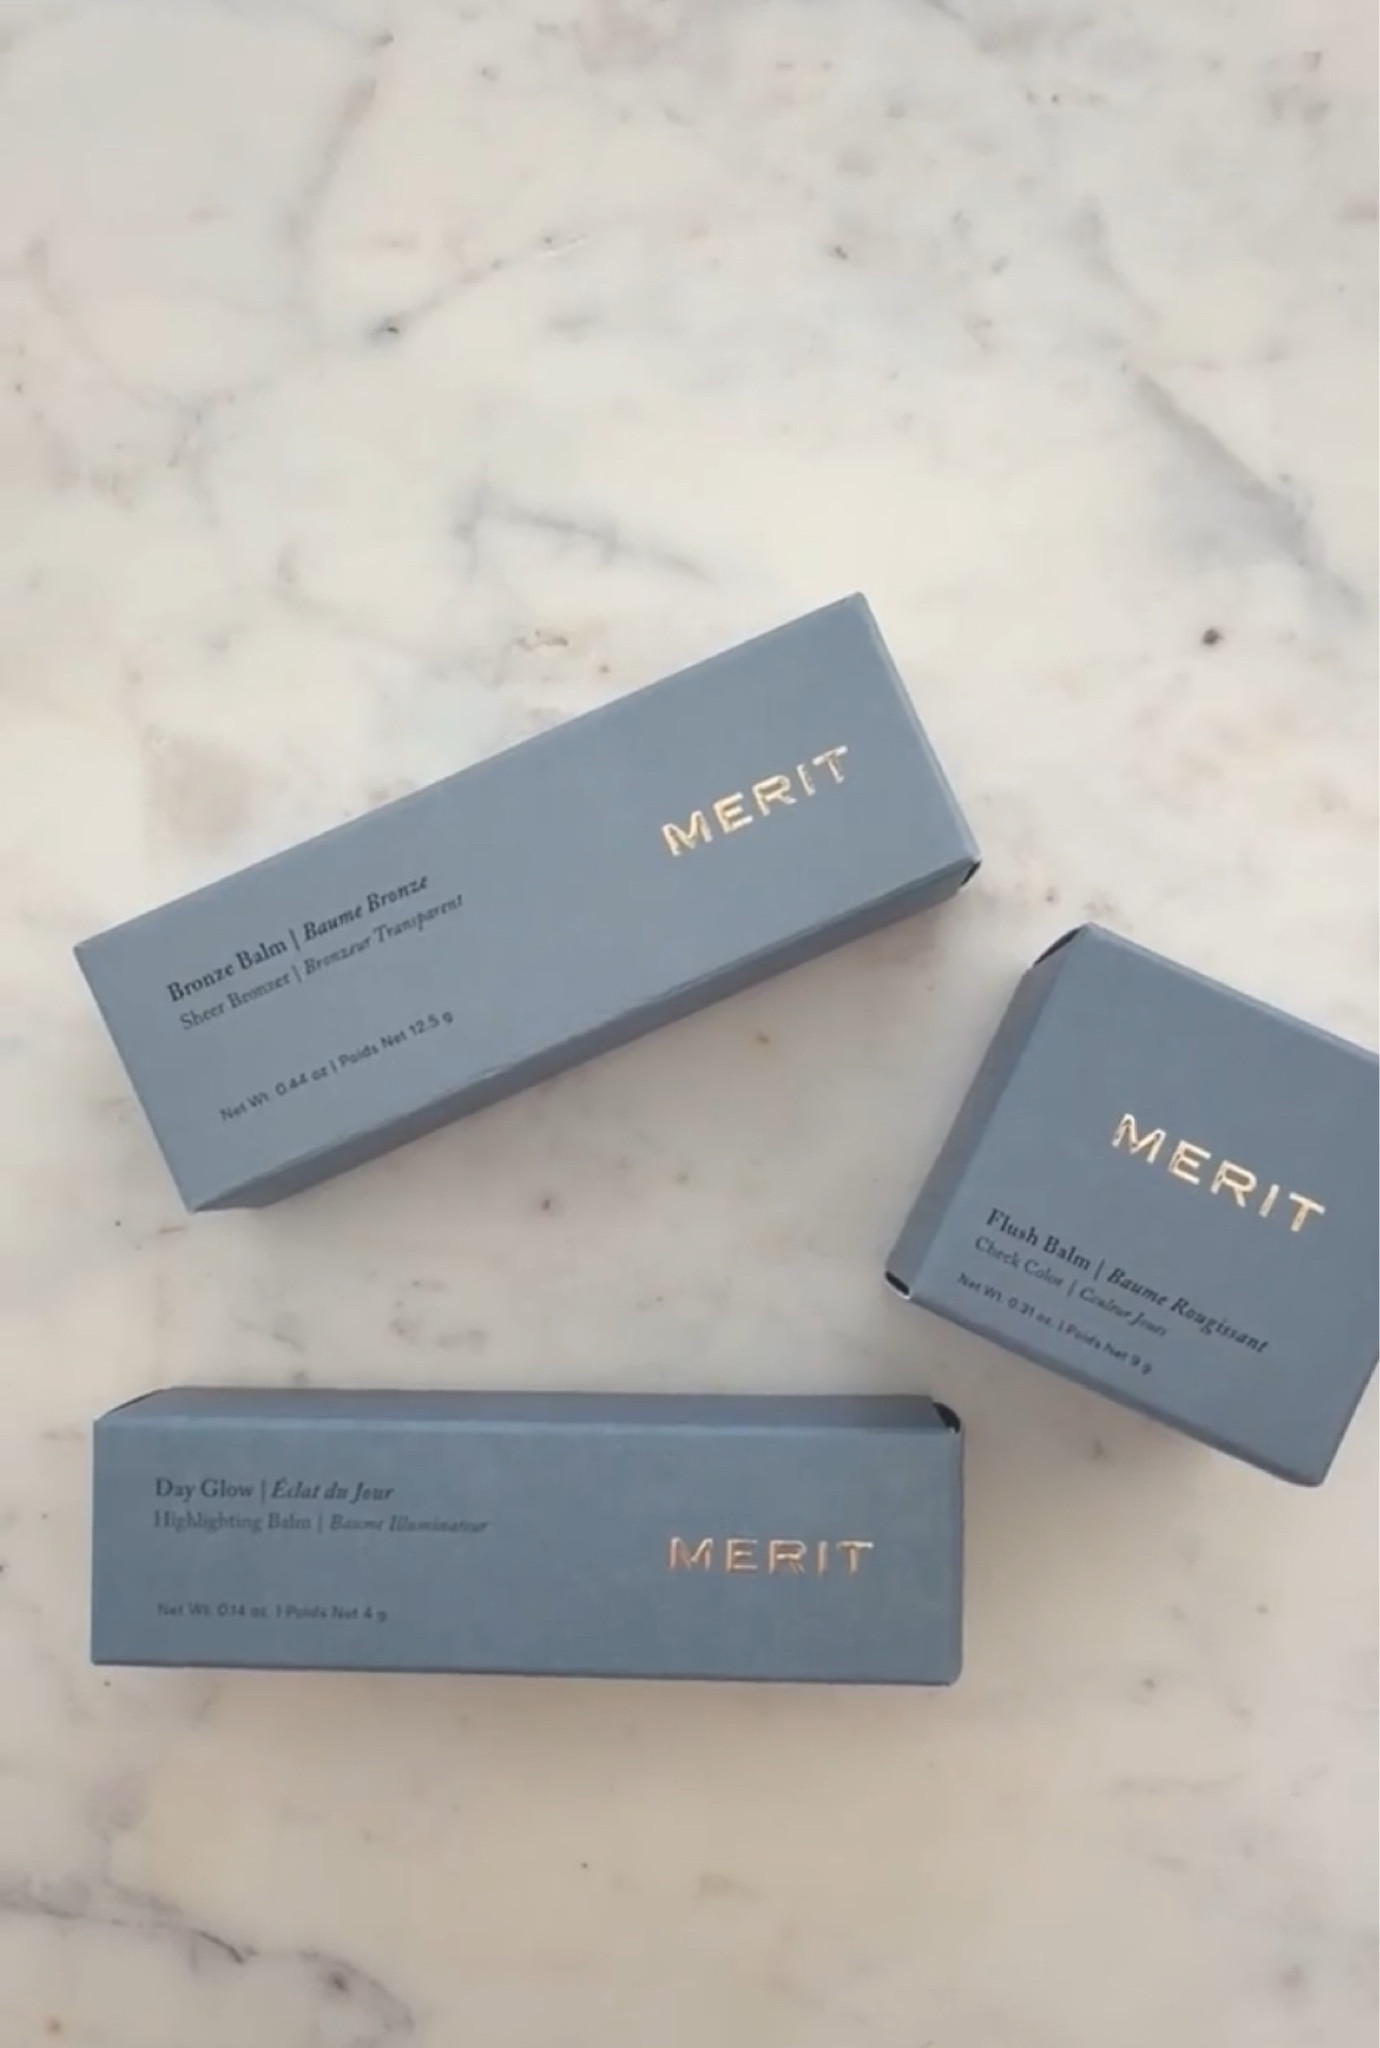 MERIT
Bronze Balm | Baume Bronze
Sheer Bronzer | Bronzeur Transparent
Net Wt. 0.44 oz | Poids Net 12.5 g
MERIT
Flush Balm | Baume Rougissant
Cheek Color | Couleur Joues
Net Wt. 0.31 oz. | Poids Net 9 g
Day Glow | Éclat du Jour
Highlighting Balm | Baume Illuminateur
MERIT
Net Wt. 0.14 oz. | Poids Net 4 g